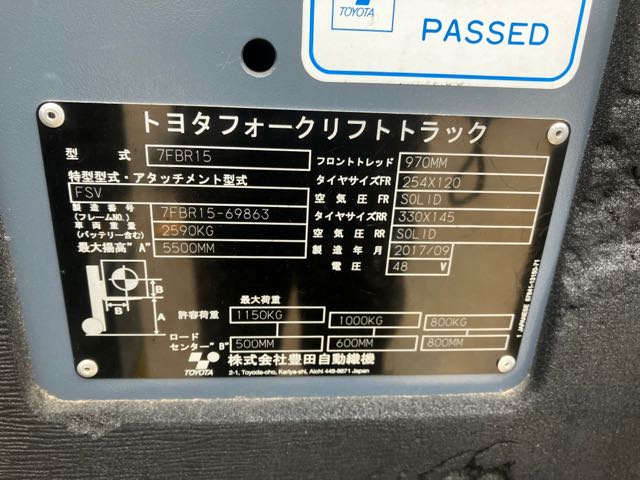 TOYOTA
PASSED
トヨタフォークリフトトラック
型式 7FBR15
フロントトレッド 970MM
特型型式・アタッチメント型式
FSV
タイヤサイズFR 254X120
空気圧FR SOLID
製造番号
(フレームNO.) 7FBR15-69863
タイヤサイズRR 330X145
車両重量
(バッテリー含む) 2590KG
空気圧RR SOLID
最大揚高"A" 5500MM
製造年月 2017/09
電圧 48 V
B
B
A
最大荷重
許容荷重 1150KG 1000KG 800KG
ロード
センター"B" 500MM 600MM 800MM
TOYOTA
株式会社豊田自動織機
2-1, Toyoda-cho, Kariya-shi, Aichi 448-8671 Japan
1 JAPANESE